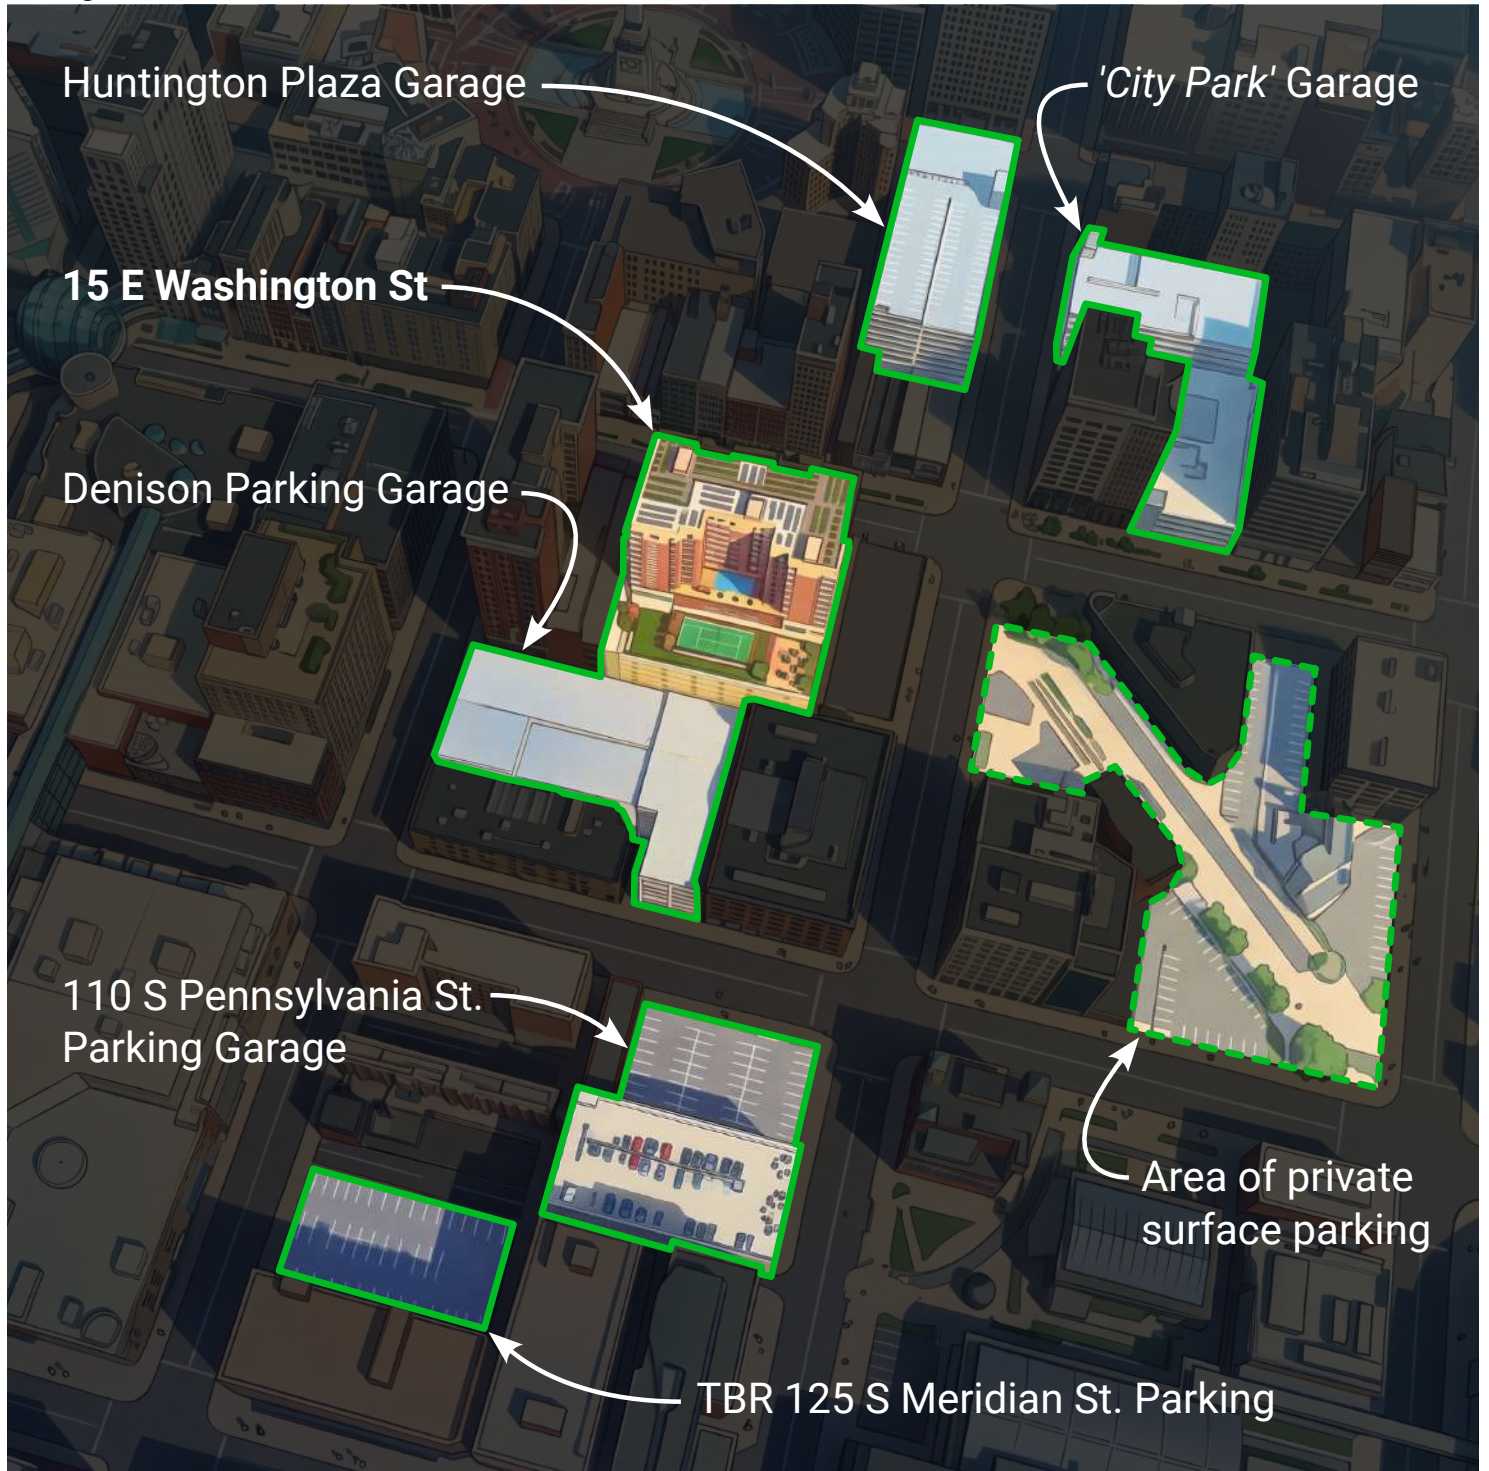 Huntington Plaza Garage
'City Park' Garage
15 E Washington St
Denison Parking Garage
110 S Pennsylvania St.
Parking Garage
Area of private
surface parking
TBR 125 S Meridian St. Parking